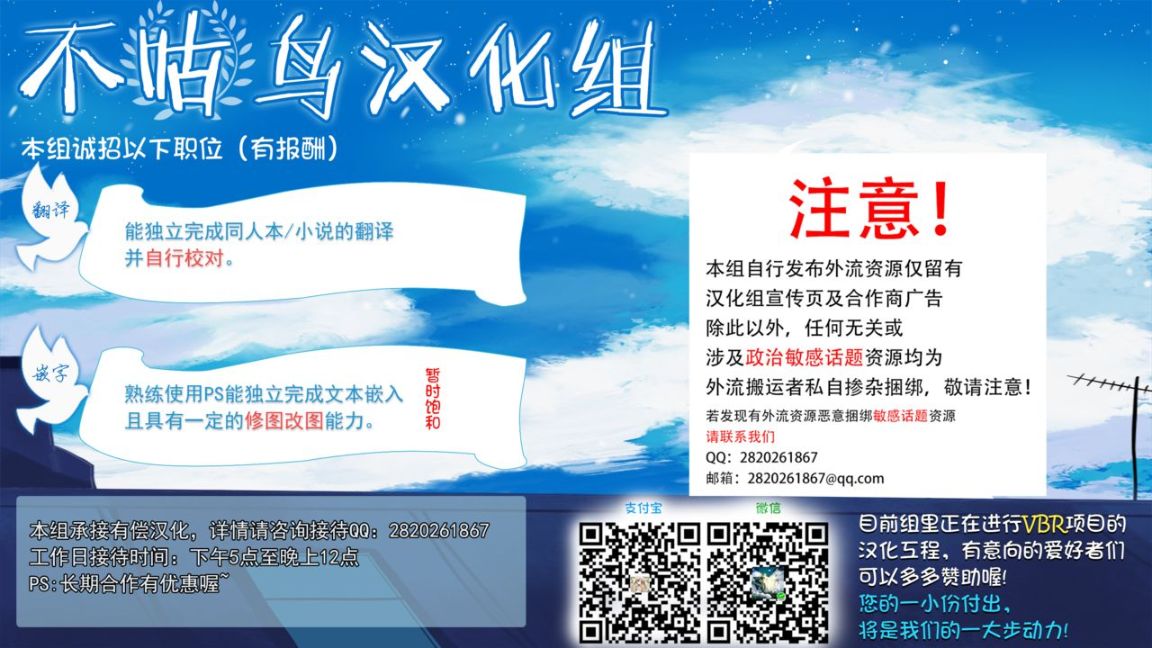 不咕鸟汉化组
本组诚招以下职位（有报酬）
翻译
能独立完成同人本/小说的翻译
并自行校对。
嵌字
熟练使用PS能独立完成文本嵌入
且具有一定的修图改图能力。
暂时饱和
注意！
本组自行发布外流资源仅留有
汉化组宣传页及合作商广告
除此以外，任何无关或
涉及政治敏感话题资源均为
外流搬运者私自掺杂捆绑，敬请注意！
若发现有外流资源恶意捆绑敏感话题资源
请联系我们
QQ：2820261867
邮箱：2820261867@qq.com
本组承接有偿汉化，详情请咨询接待QQ：2820261867
工作日接待时间：下午5点至晚上12点
PS:长期合作有优惠喔~
支付宝
微信
目前组里正在进行VBR项目的
汉化工程，有意向的爱好者们
可以多多赞助喔!
您的一小份付出，
将是我们的一大步动力!